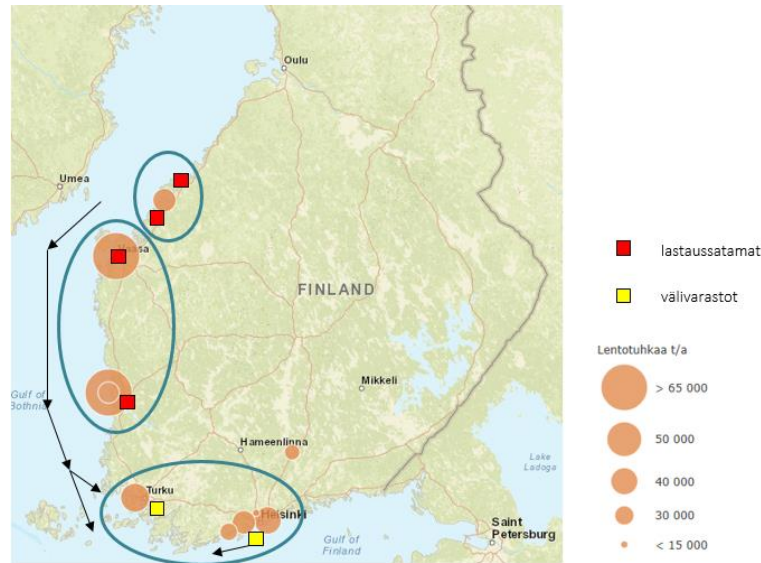 Oulu
Umea
Vaasa
FINLAND
Mikkeli
Gulf of
Bothnia
Hameenlinna
Lake
Ladoga
Turku
Helsinki
Saint
Petersburg
Gulf of
Finland
lastaussatamat
välivarastot
Lentotuhkaa t/a
> 65 000
50 000
40 000
30 000
< 15 000